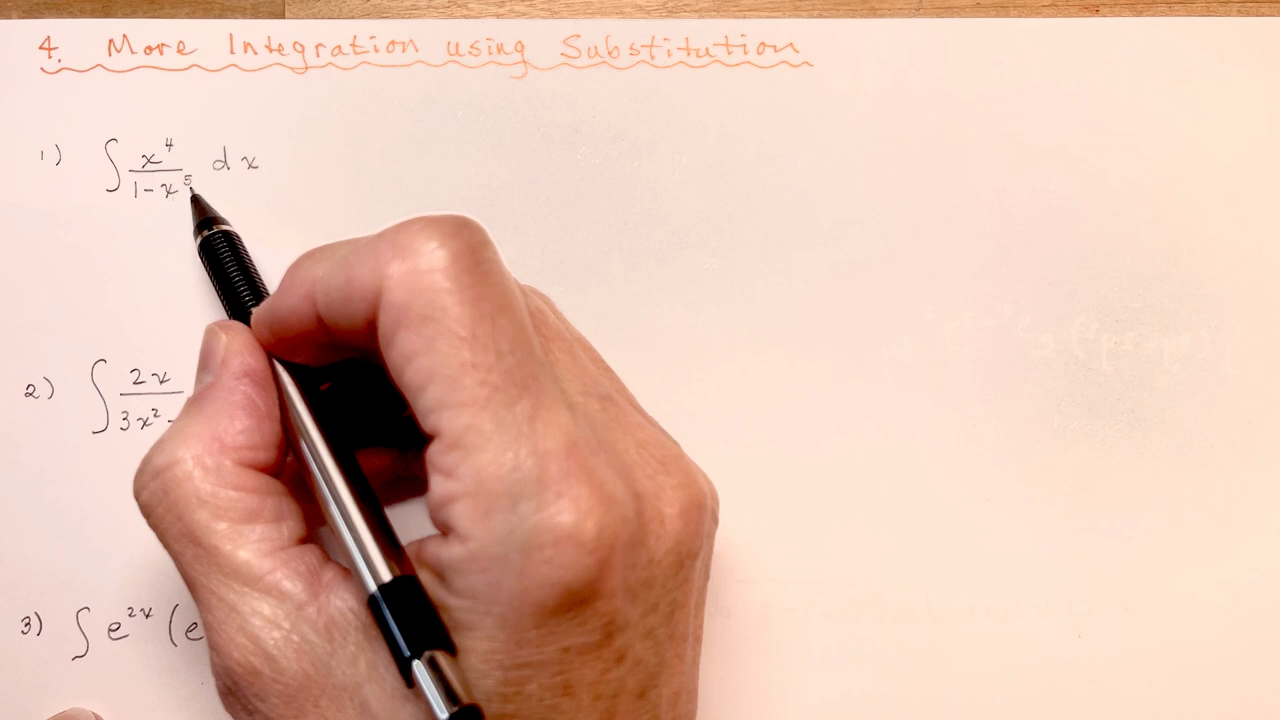 4. More Integration using Substitution
1) ∫ x⁴/(1-x⁵) dx
2) ∫ 2x/(3x² -
3) ∫ e²ˣ (e